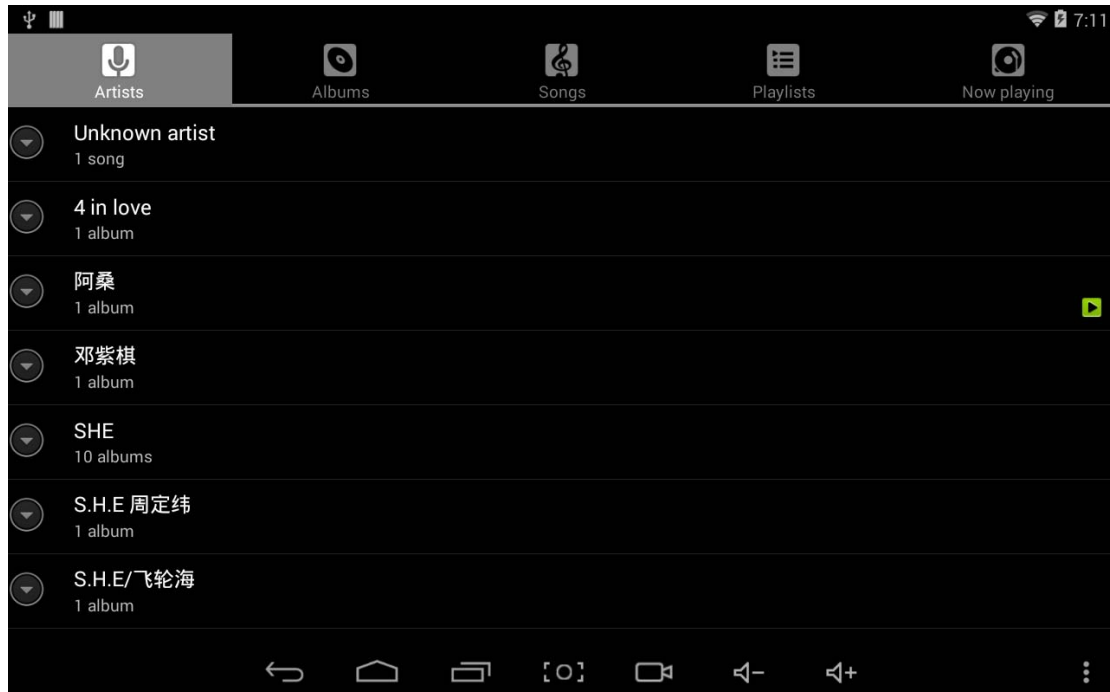 7:11
Artists
Albums
Songs
Playlists
Now playing
Unknown artist
1 song
4 in love
1 album
阿桑
1 album
邓紫棋
1 album
SHE
10 albums
S.H.E 周定纬
1 album
S.H.E/飞轮海
1 album